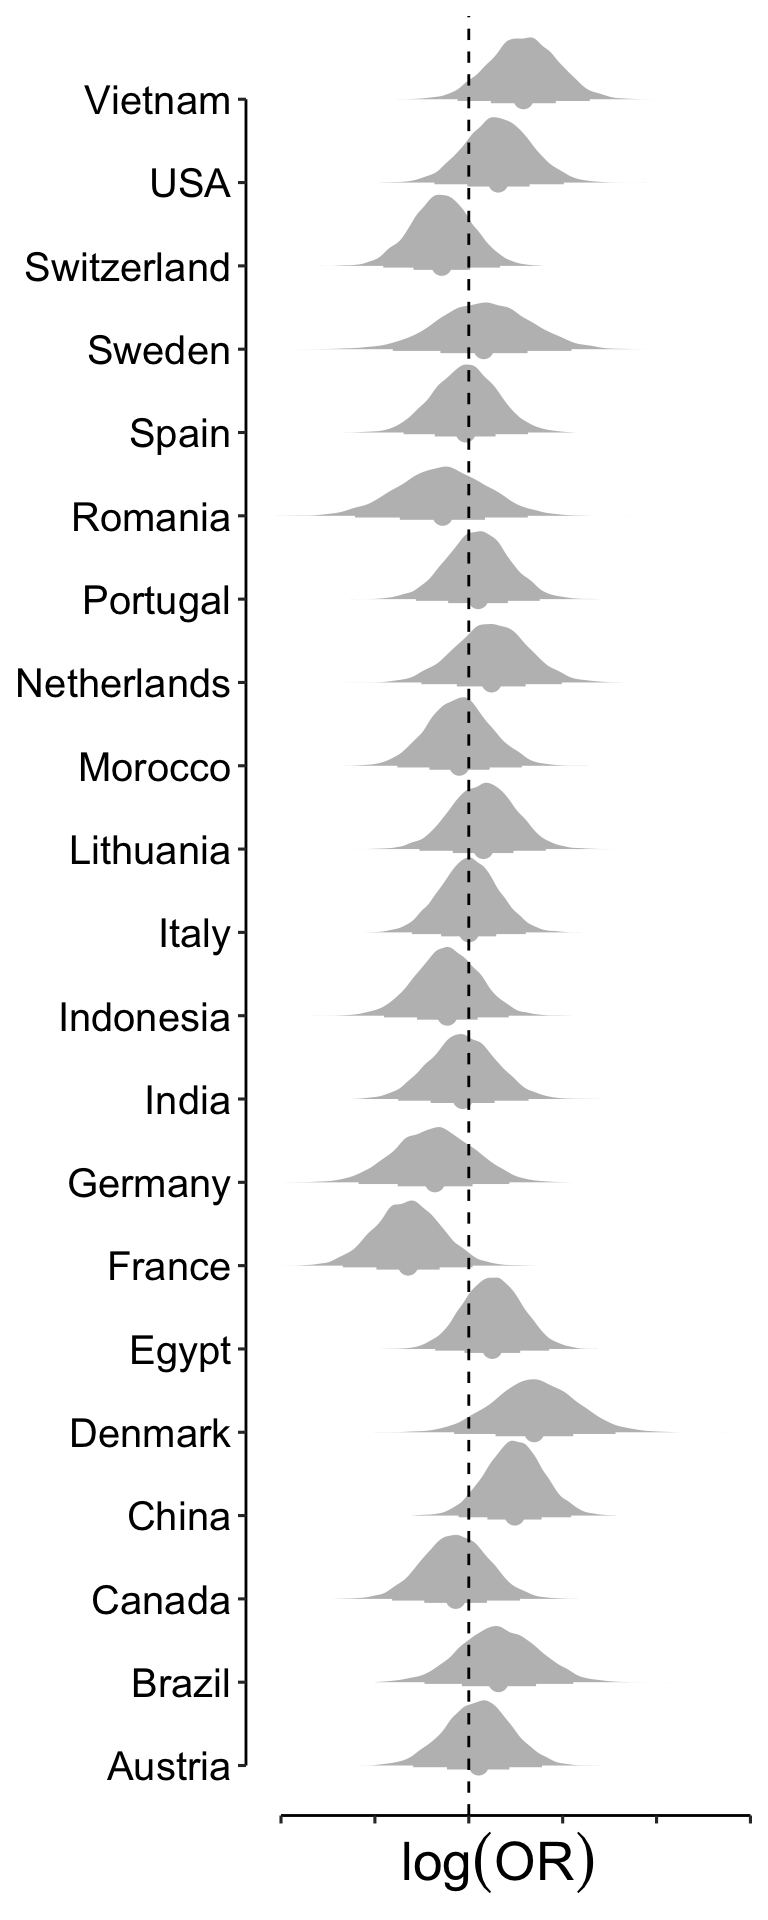 Vietnam
USA
Switzerland
Sweden
Spain
Romania
Portugal
Netherlands
Morocco
Lithuania
Italy
Indonesia
India
Germany
France
Egypt
Denmark
China
Canada
Brazil
Austria
log(OR)